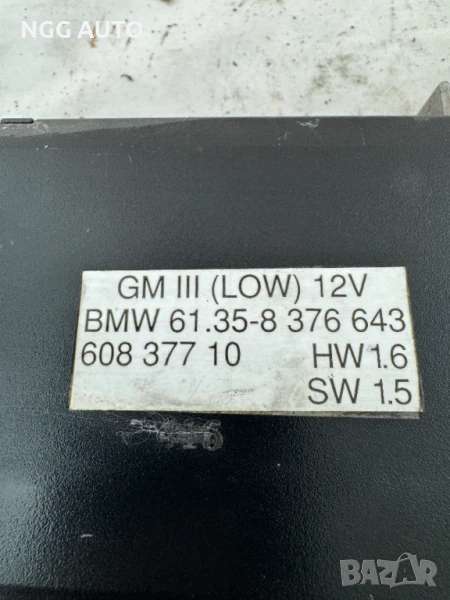 NGG AUTO
GM III (LOW) 12V
BMW 61.35-8 376 643
608 377 10 HW 1.6
SW 1.5
BAZAR